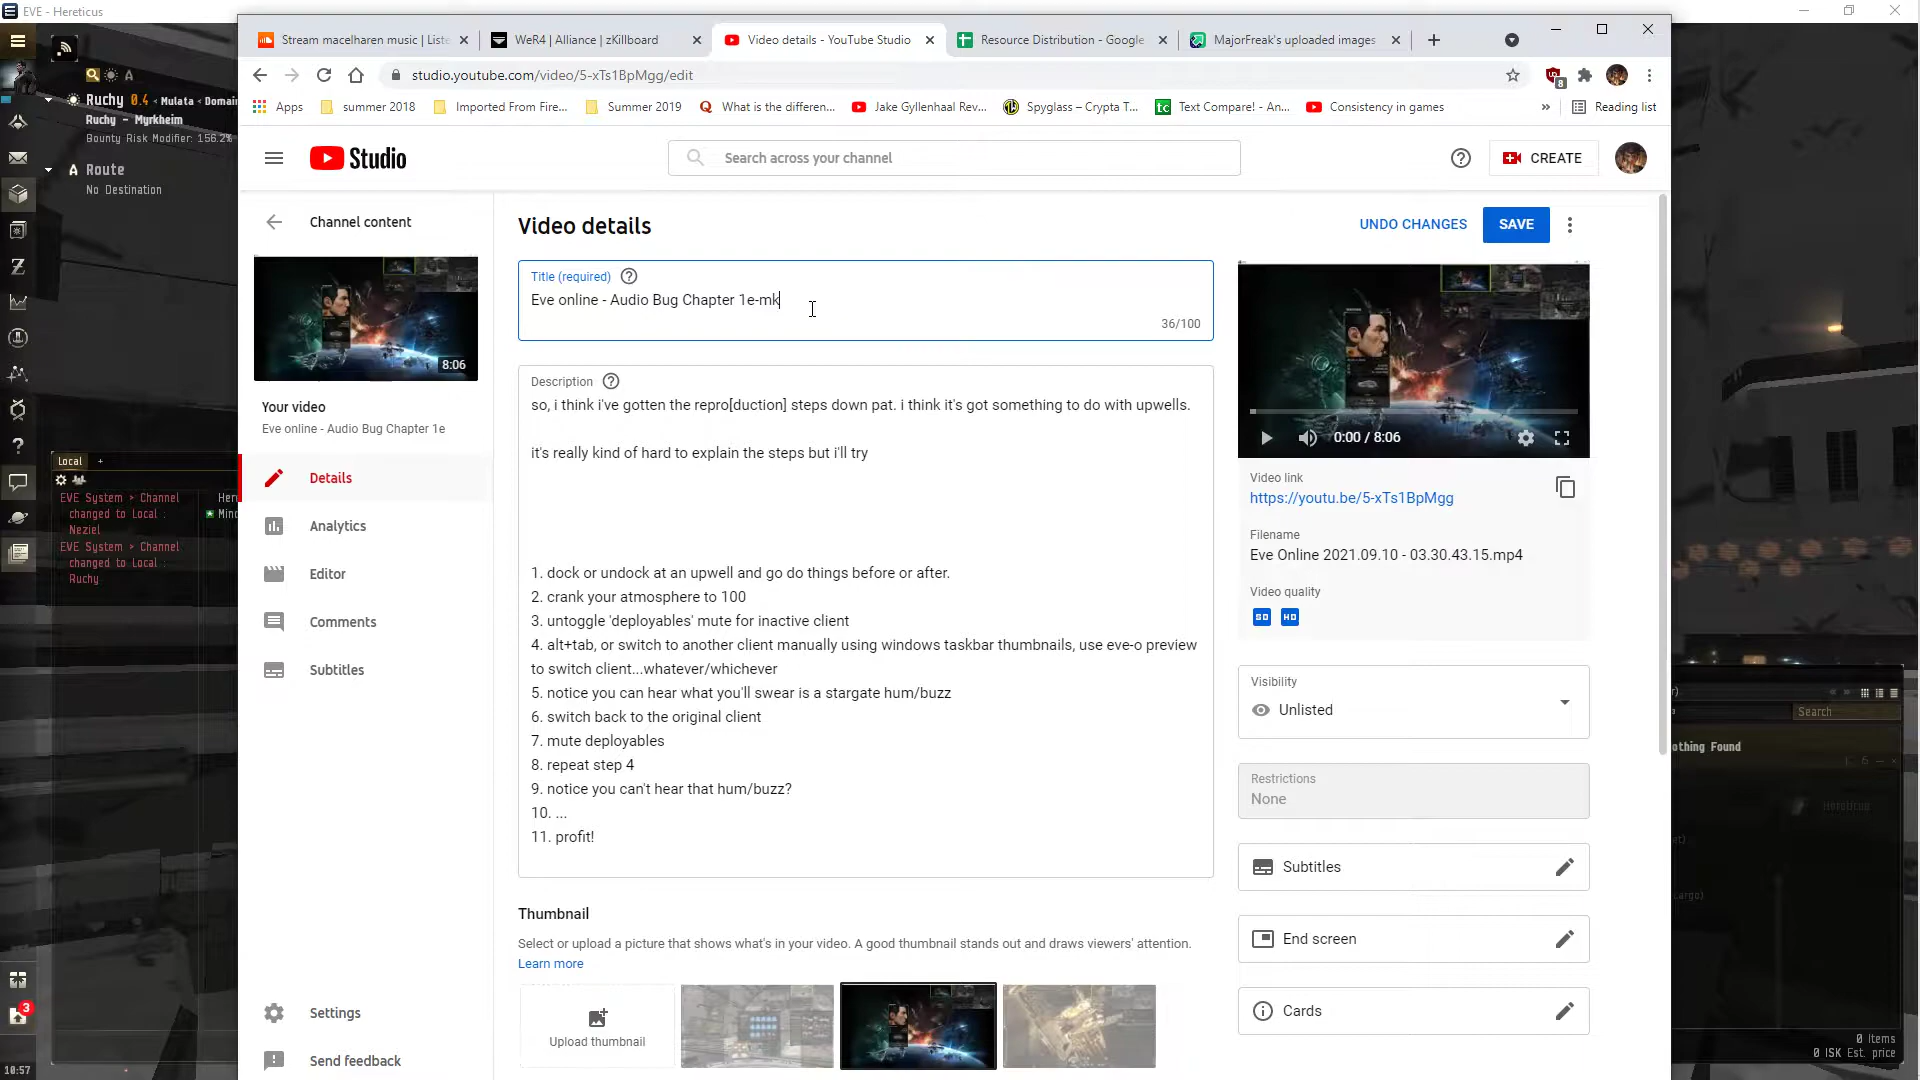 EVE - Hereticus
Stream macelharen music | Liste
WeR4 | Alliance | zKillboard
Video details - YouTube Studio
Resource Distribution - Google
MajorFreak's uploaded images
studio.youtube.com/video/5-xTs1BpMgg/edit
8
Apps
summer 2018
Imported From Fire...
Summer 2019
What is the differen...
Jake Gyllenhaal Rev...
Spyglass – Crypta T...
Text Compare! - An...
Consistency in games
Reading list
A
Ruchy 0.4 < Mulata < Domain
Ruchy - Myrkheim
Bounty Risk Modifier: 156.2%
A Route
No Destination
Studio
Search across your channel
CREATE
Channel content
8:06
Your video
Eve online - Audio Bug Chapter 1e
Details
Analytics
Editor
Comments
Subtitles
Settings
Send feedback
Video details
UNDO CHANGES
SAVE
Title (required)
Eve online - Audio Bug Chapter 1e-mk
36/100
Description
so, i think i've gotten the repro[duction] steps down pat. i think it's got something to do with upwells.
it's really kind of hard to explain the steps but i'll try
1. dock or undock at an upwell and go do things before or after.
2. crank your atmosphere to 100
3. untoggle 'deployables' mute for inactive client
4. alt+tab, or switch to another client manually using windows taskbar thumbnails, use eve-o preview
to switch client...whatever/whichever
5. notice you can hear what you'll swear is a stargate hum/buzz
6. switch back to the original client
7. mute deployables
8. repeat step 4
9. notice you can't hear that hum/buzz?
10. ...
11. profit!
Thumbnail
Select or upload a picture that shows what's in your video. A good thumbnail stands out and draws viewers' attention.
Learn more
Upload thumbnail
0:00 / 8:06
Video link
https://youtu.be/5-xTs1BpMgg
Filename
Eve Online 2021.09.10 - 03.30.43.15.mp4
Video quality
SD HD
Visibility
Unlisted
Restrictions
None
Subtitles
End screen
Cards
Local +
EVE System > Channel
changed to Local :
Neziel
EVE System > Channel
changed to Local :
Ruchy
Her
Mind
3
10:57
Search
othing Found
Hereticus
argo)
0 Items
0 ISK Est. price